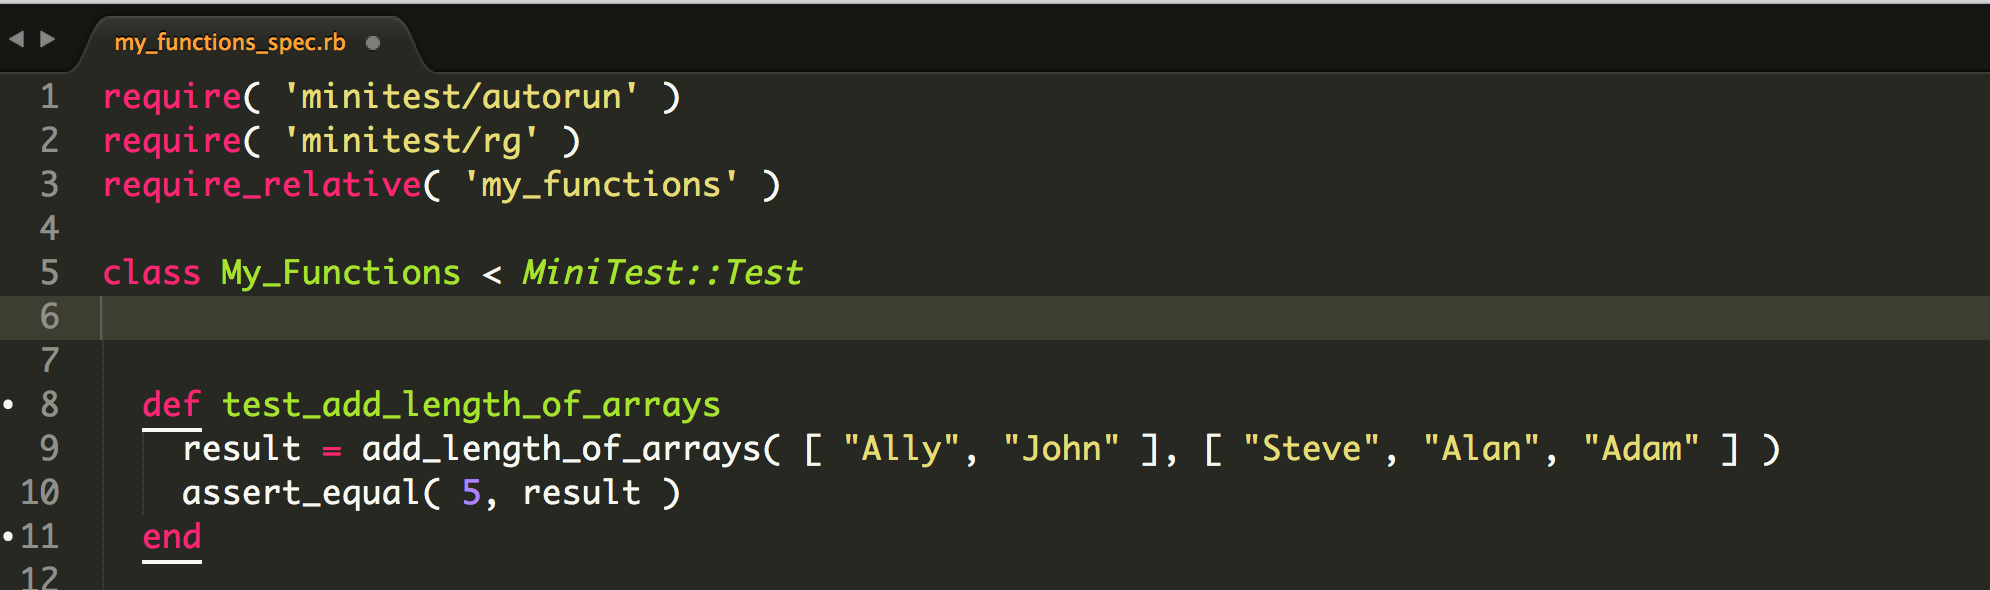 my_functions_spec.rb
1 require( 'minitest/autorun' )
2 require( 'minitest/rg' )
3 require_relative( 'my_functions' )
4
5 class My_Functions < MiniTest::Test
6
7
8 def test_add_length_of_arrays
9 result = add_length_of_arrays( [ "Ally", "John" ], [ "Steve", "Alan", "Adam" ] )
10 assert_equal( 5, result )
11 end
12